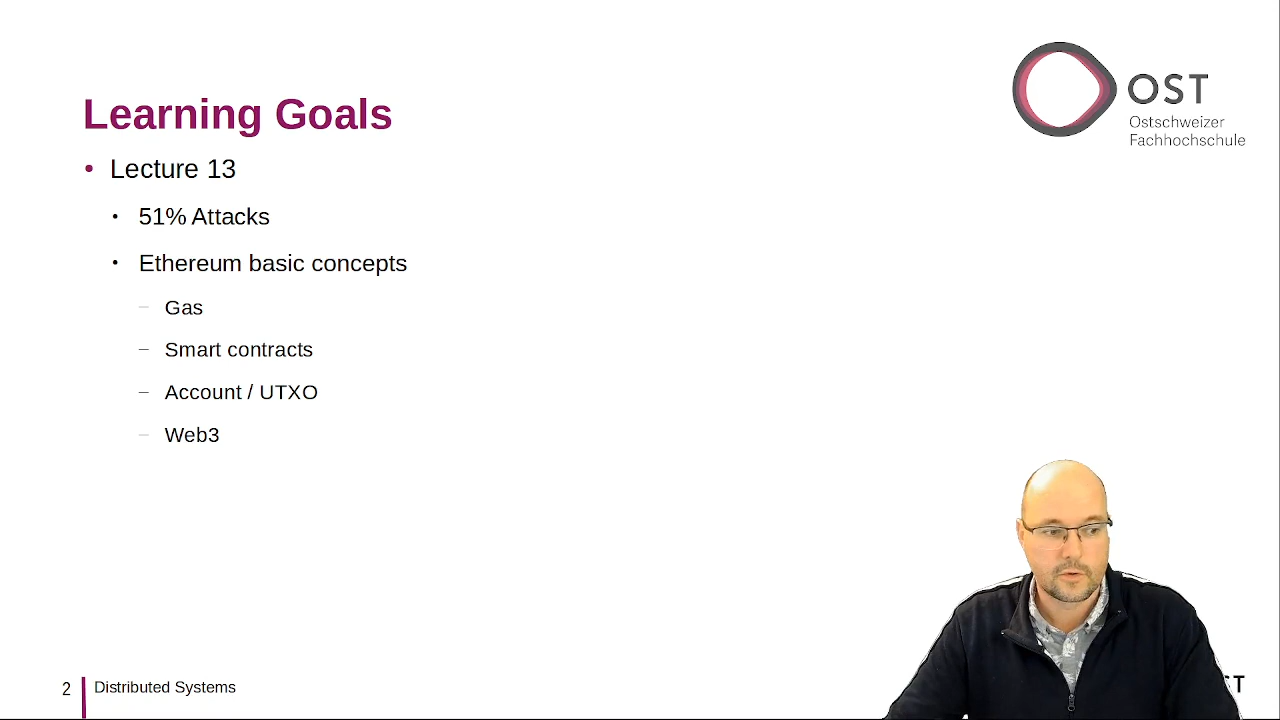 OST
Ostschweizer
Fachhochschule
Learning Goals
• Lecture 13
• 51% Attacks
• Ethereum basic concepts
– Gas
– Smart contracts
– Account / UTXO
– Web3
2
Distributed Systems